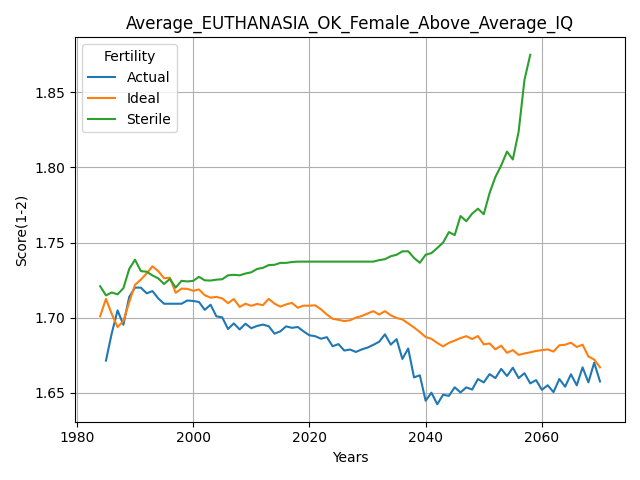 Average_EUTHANASIA_OK_Female_Above_Average_IQ
Fertility
Actual
Ideal
Sterile
Score(1-2)
1.85
1.80
1.75
1.70
1.65
1980
2000
2020
2040
2060
Years